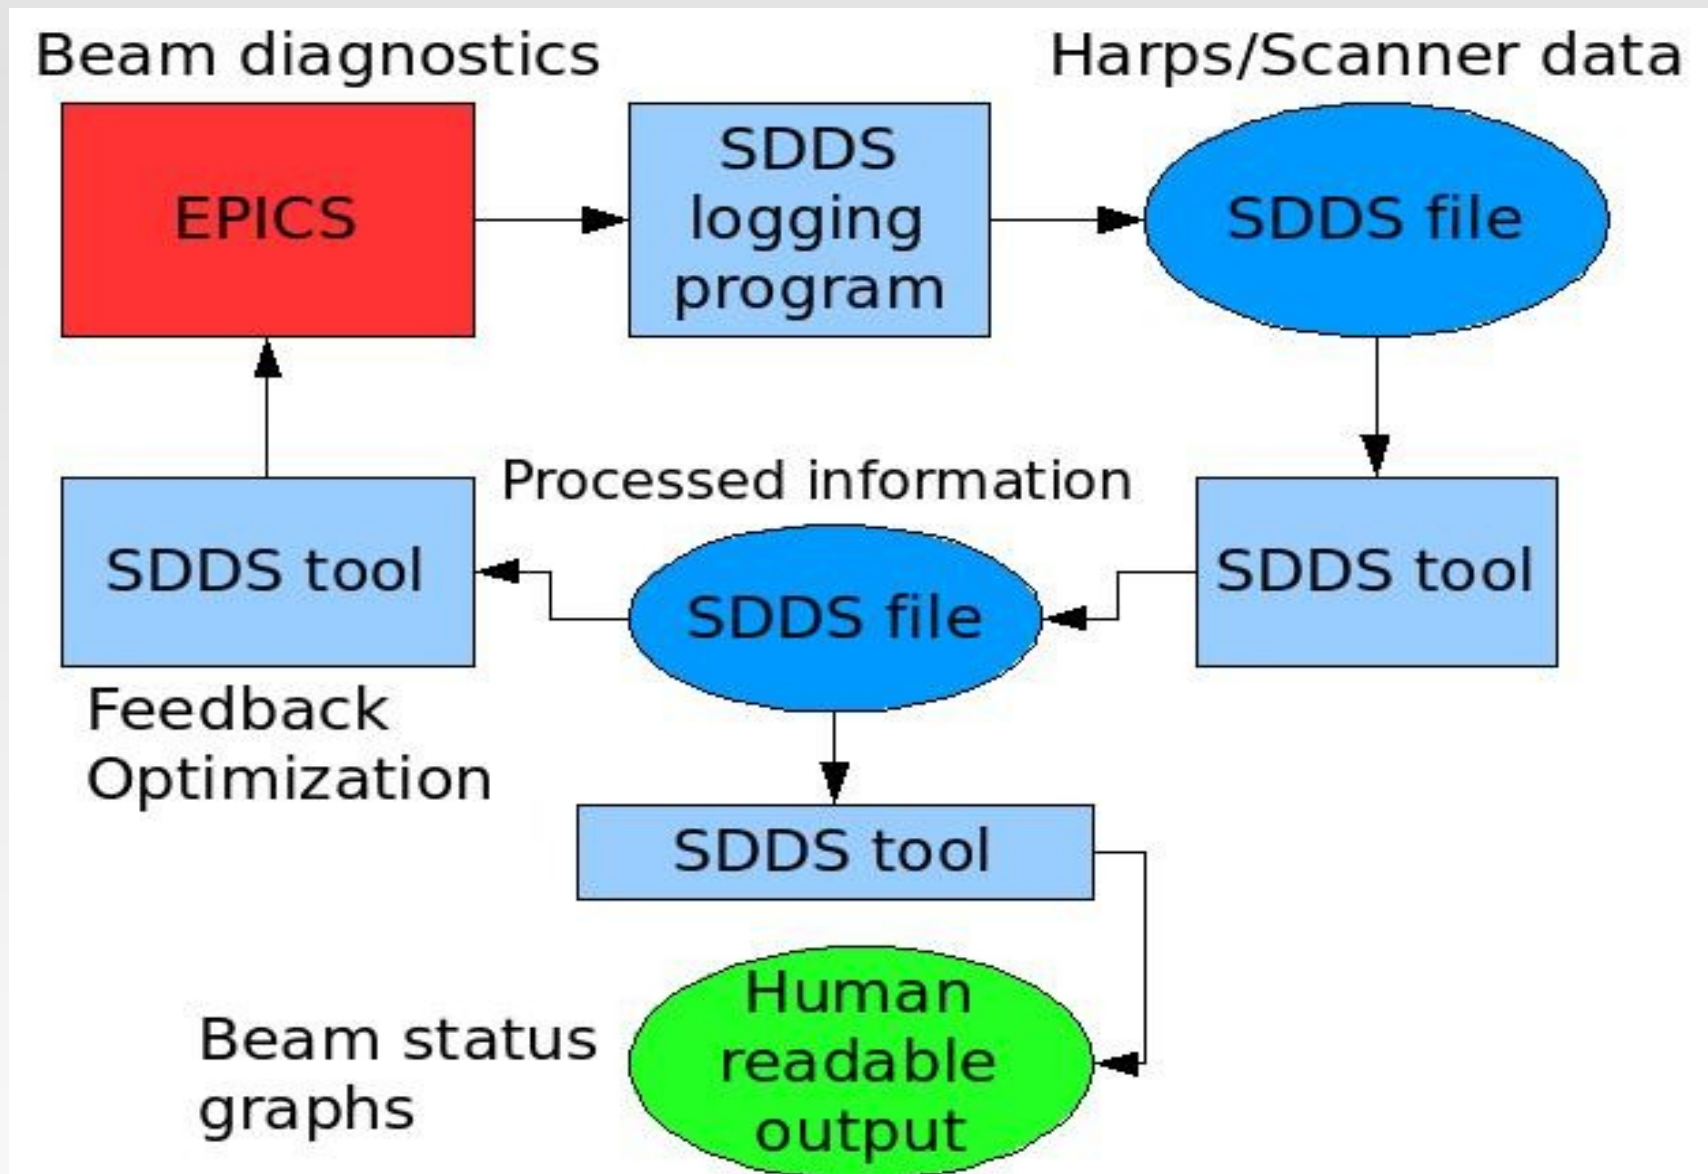 Beam diagnostics
Harps/Scanner data
EPICS
SDDS
logging
program
SDDS file
Processed information
SDDS tool
SDDS file
SDDS tool
Feedback
Optimization
SDDS tool
Beam status
graphs
Human
readable
output